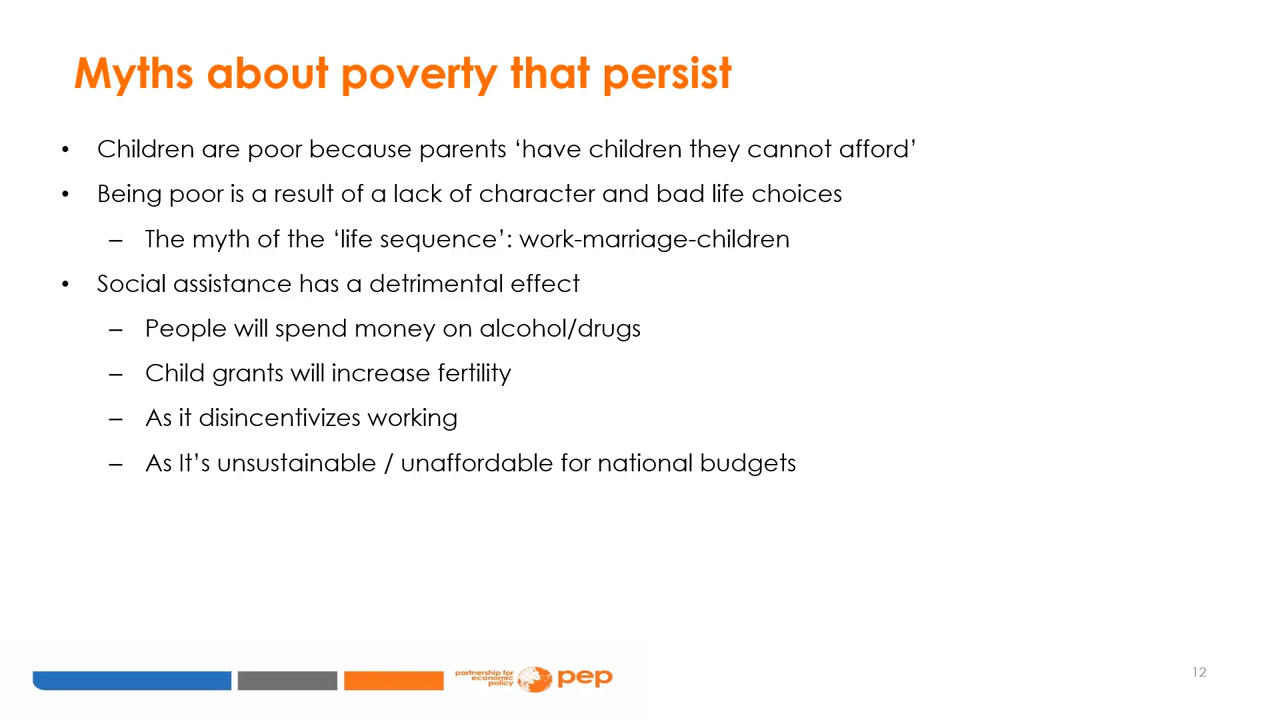 Myths about poverty that persist
• Children are poor because parents ‘have children they cannot afford’
• Being poor is a result of a lack of character and bad life choices
– The myth of the ‘life sequence’: work-marriage-children
• Social assistance has a detrimental effect
– People will spend money on alcohol/drugs
– Child grants will increase fertility
– As it disincentivizes working
– As It’s unsustainable / unaffordable for national budgets
partnership for
economic
policy
pep
12